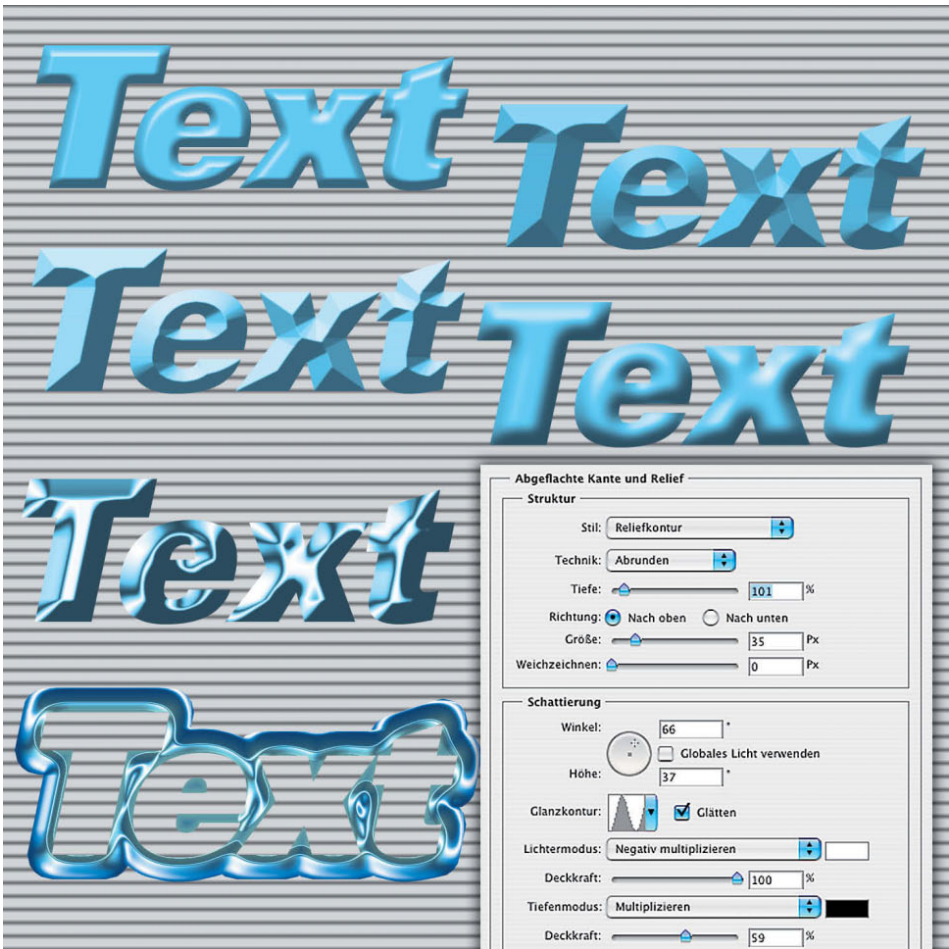 Text
Text
Text
Text
Text
Text
Abgeflachte Kante und Relief
Struktur
Stil: Reliefkontur
Technik: Abrunden
Tiefe: 101 %
Richtung: Nach oben Nach unten
Größe: 35 Px
Weichzeichnen: 0 Px
Schattierung
Winkel: 66 °
Globales Licht verwenden
Höhe: 37 °
Glanzkontur: Glätten
Lichtermodus: Negativ multiplizieren
Deckkraft: 100 %
Tiefenmodus: Multiplizieren
Deckkraft: 59 %